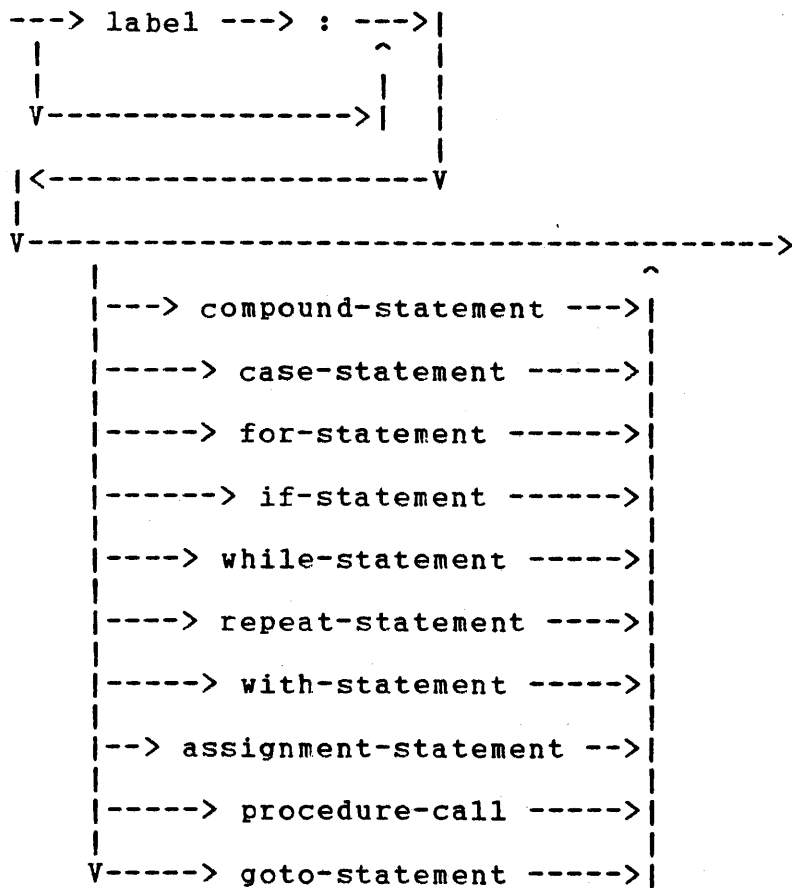 ---> label ---> : --->|
  |                 ^  |
  |                 |  |
  V---------------->|  |
                       |
|<---------------------V
|
V-------------------------------------------->
      |                                ^
      |---> compound-statement --->|
      |-----> case-statement ----->|
      |-----> for-statement ------>|
      |------> if-statement ------>|
      |----> while-statement ----->|
      |----> repeat-statement ---->|
      |-----> with-statement ----->|
      |--> assignment-statement -->|
      |-----> procedure-call ----->|
      V-----> goto-statement ----->|